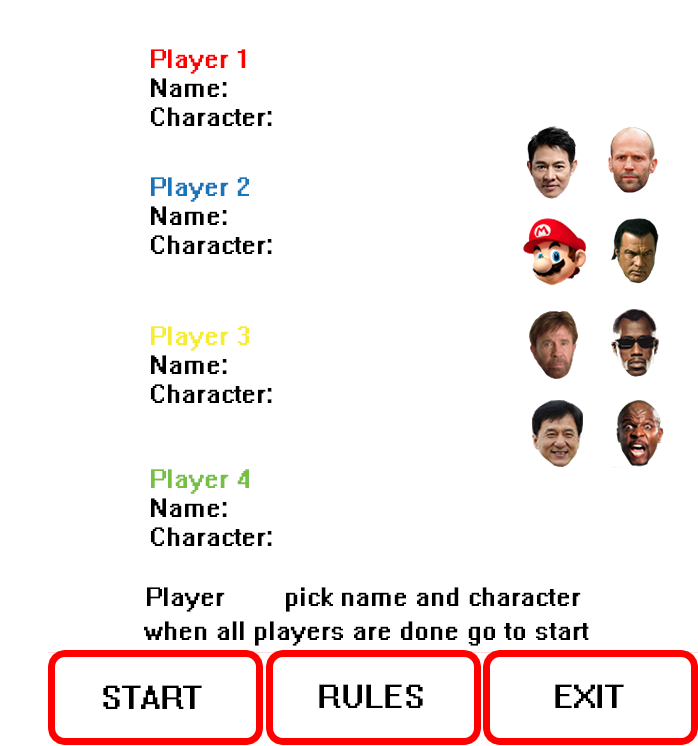 Player 1
Name:
Character:
Player 2
Name:
Character:
Player 3
Name:
Character:
Player 4
Name:
Character:
Player pick name and character
when all players are done go to start
START
RULES
EXIT
M